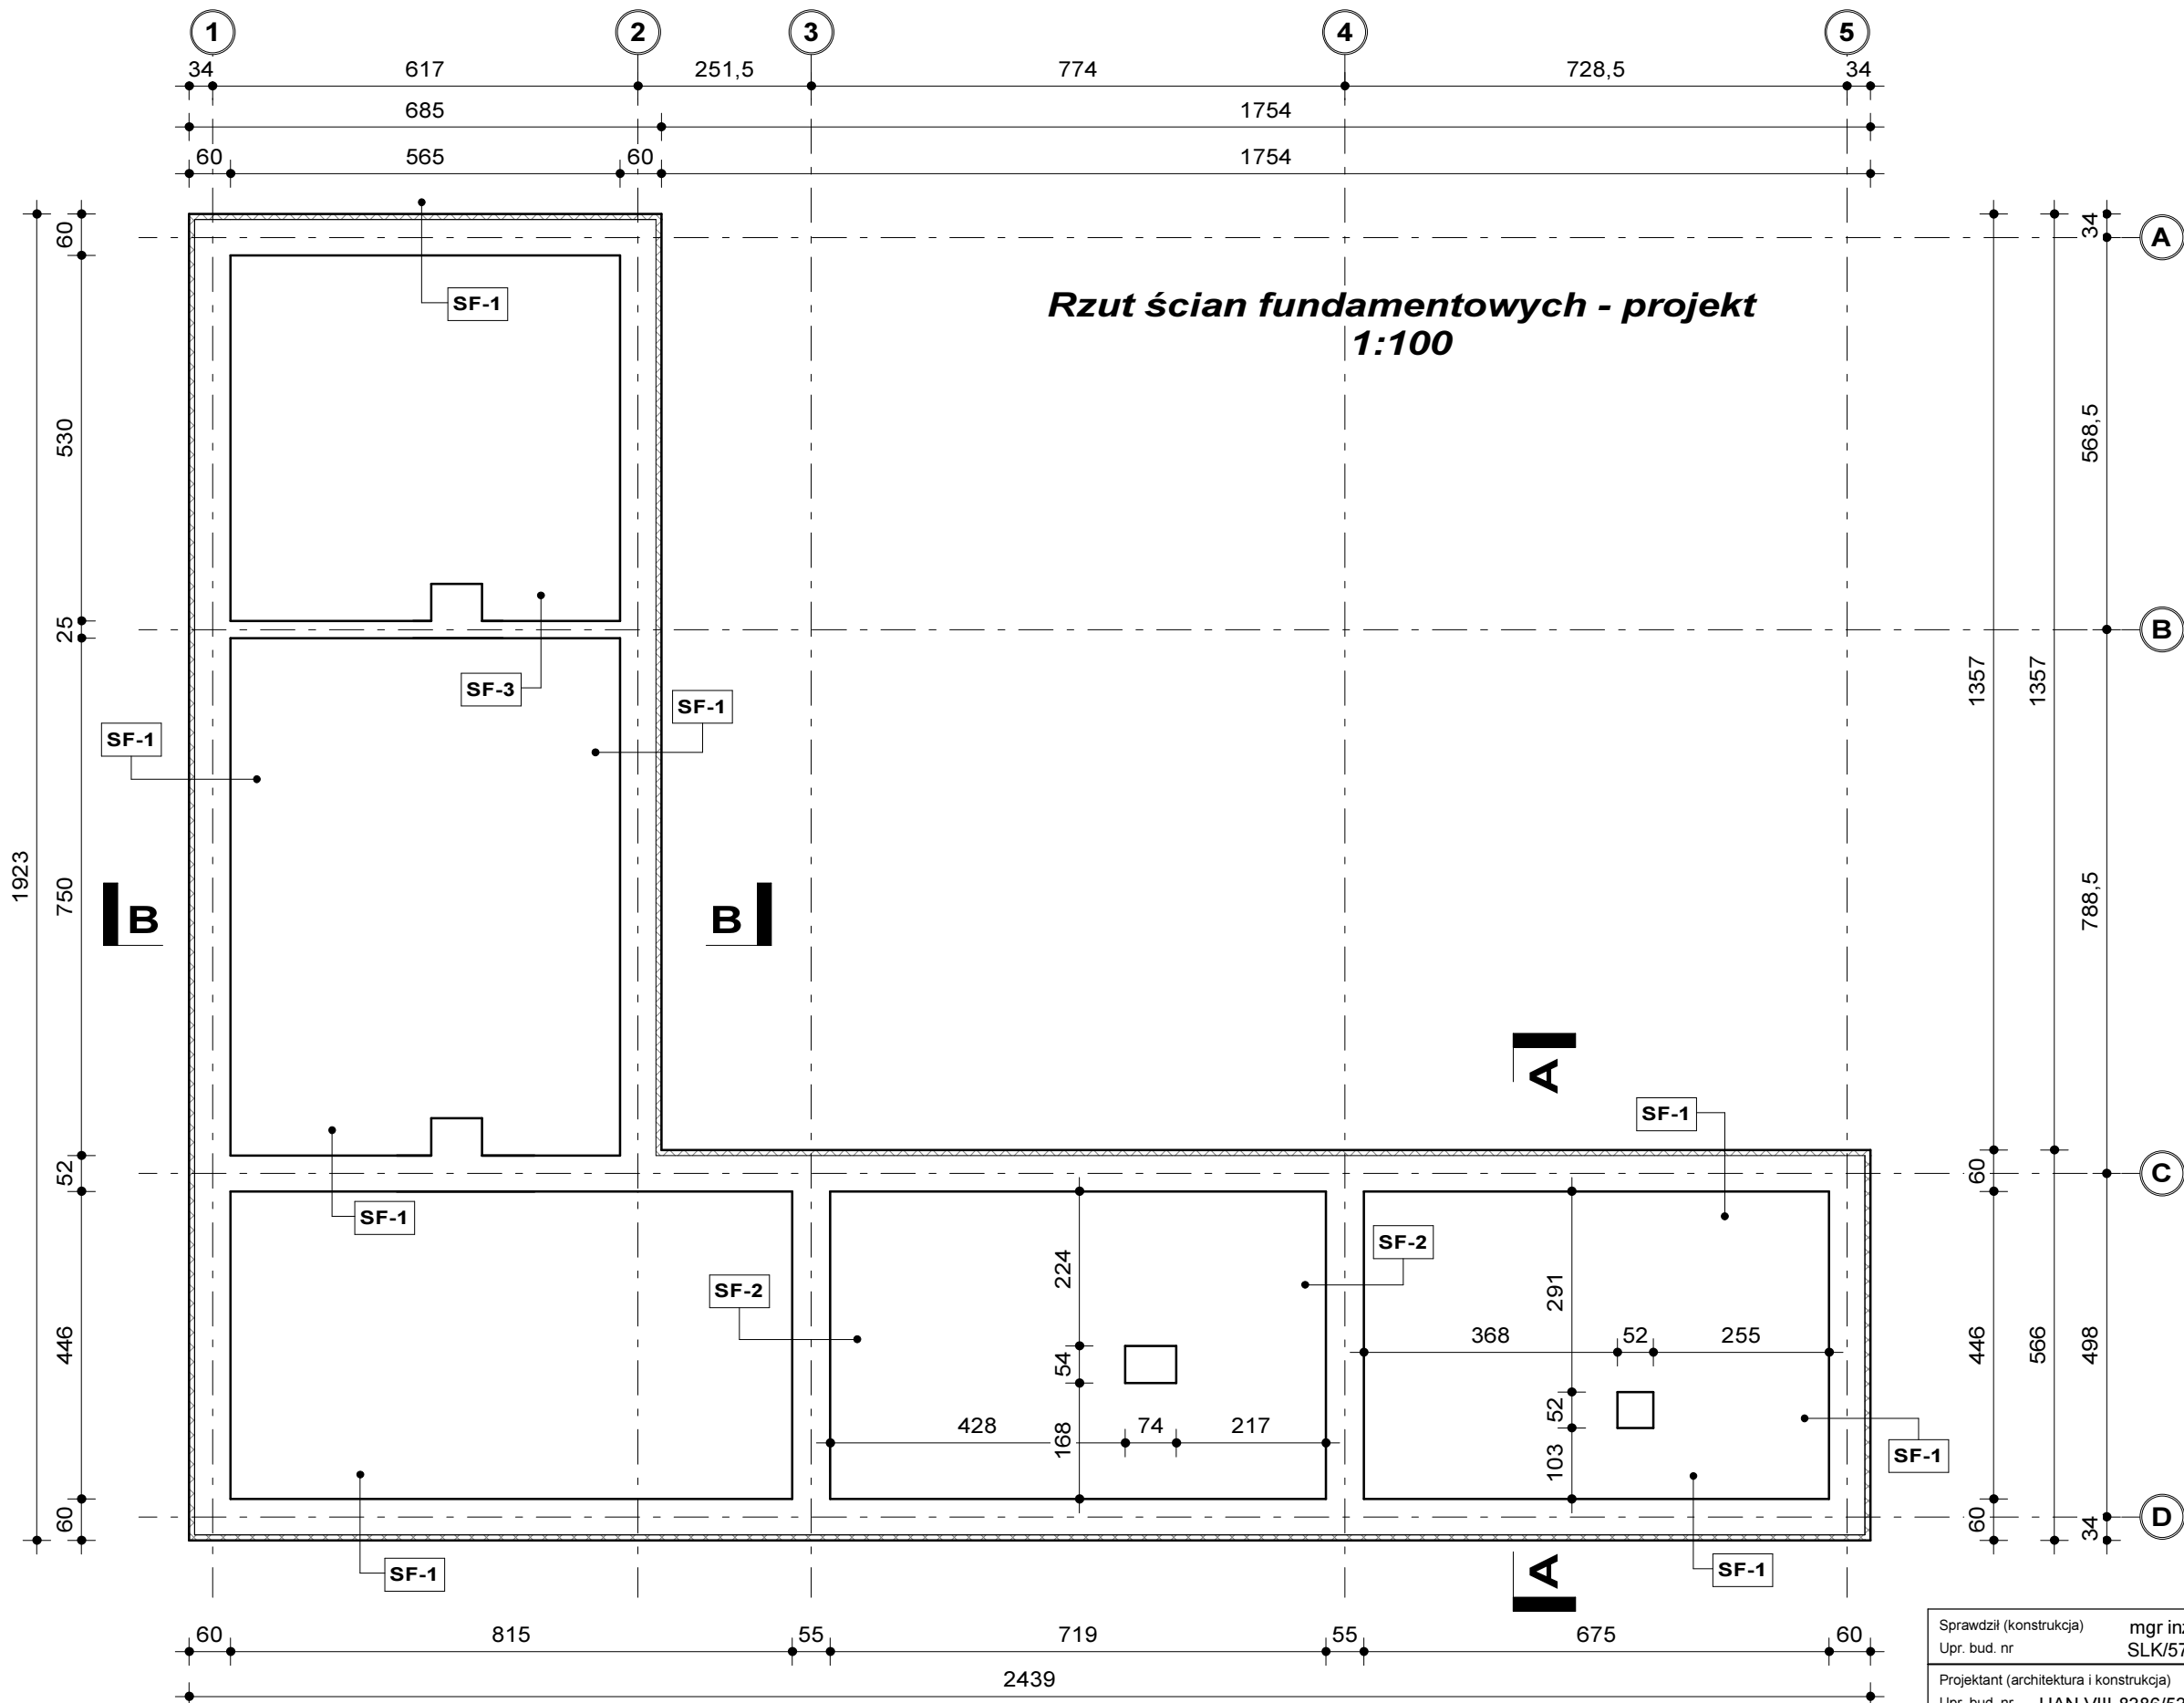 1 2 3 4 5
34 617 251,5 774 728,5 34
685 1754
60 565 60 1754
60
34
A
SF-1
Rzut ścian fundamentowych - projekt
1:100
530
568,5
25
B
SF-3
SF-1
SF-1
1357
1357
1923
750
788,5
B
B
A
SF-1
52
60
C
SF-1
SF-2
SF-2
224
291
368 52 255
446
54
446
566
498
52
428 74 217
168
103
SF-1
60
60
34
D
SF-1
SF-1
A
60 815 55 719 55 675 60
2439
Sprawdził (konstrukcja) mgr
Upr. bud. nr SLK/57
Projektant (architektura i konstrukcja)